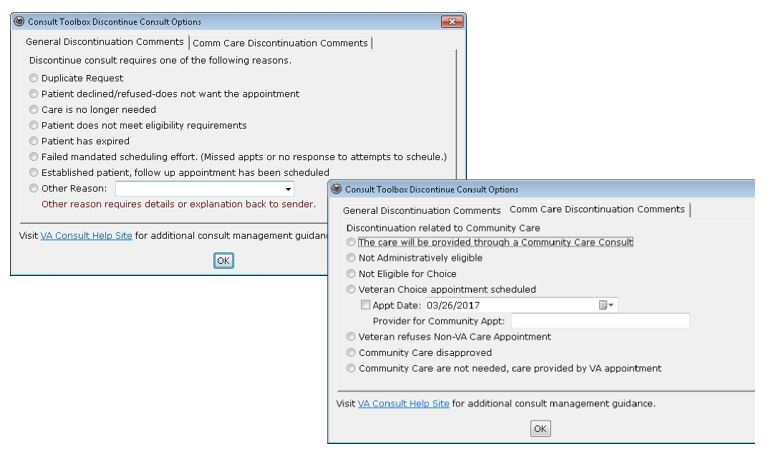 Consult Toolbox Discontinue Consult Options
General Discontinuation Comments
Comm Care Discontinuation Comments
Discontinue consult requires one of the following reasons.
Duplicate Request
Patient declined/refused-does not want the appointment
Care is no longer needed
Patient does not meet eligibility requirements
Patient has expired
Failed mandated scheduling effort. (Missed appts or no response to attempts to scheule.)
Established patient, follow up appointment has been scheduled
Other Reason:
Other reason requires details or explanation back to sender.
Visit VA Consult Help Site for additional consult management guidanc
OK
Consult Toolbox Discontinue Consult Options
General Discontinuation Comments
Comm Care Discontinuation Comments
Discontinuation related to Community Care
The care will be provided through a Community Care Consult
Not Administratively eligible
Not Eligible for Choice
Veteran Choice appointment scheduled
Appt Date: 03/26/2017
Provider for Community Appt:
Veteran refuses Non-VA Care Appointment
Community Care disapproved
Community Care are not needed, care provided by VA appointment
Visit VA Consult Help Site for additional consult management guidance.
OK